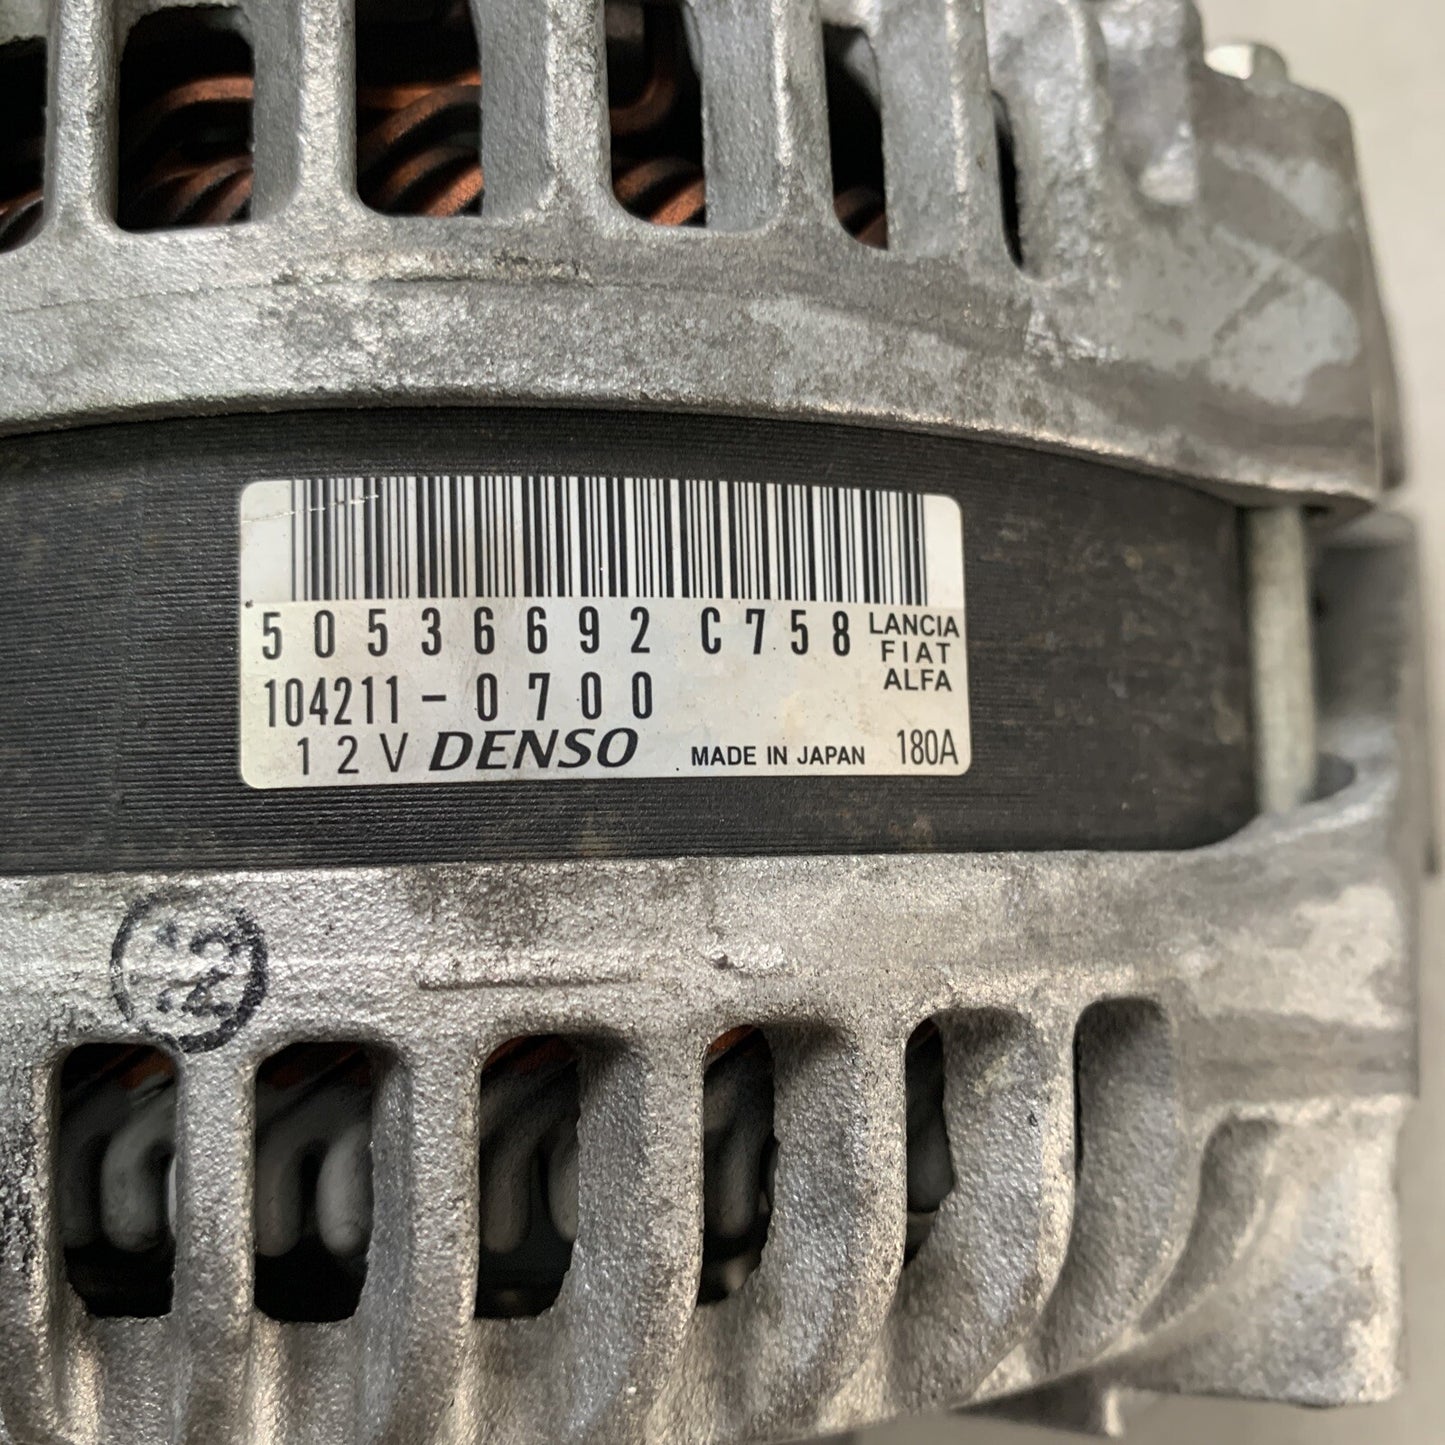 50536692 C758 LANCIA
FIAT
ALFA
104211-0700
12V DENSO MADE IN JAPAN 180A